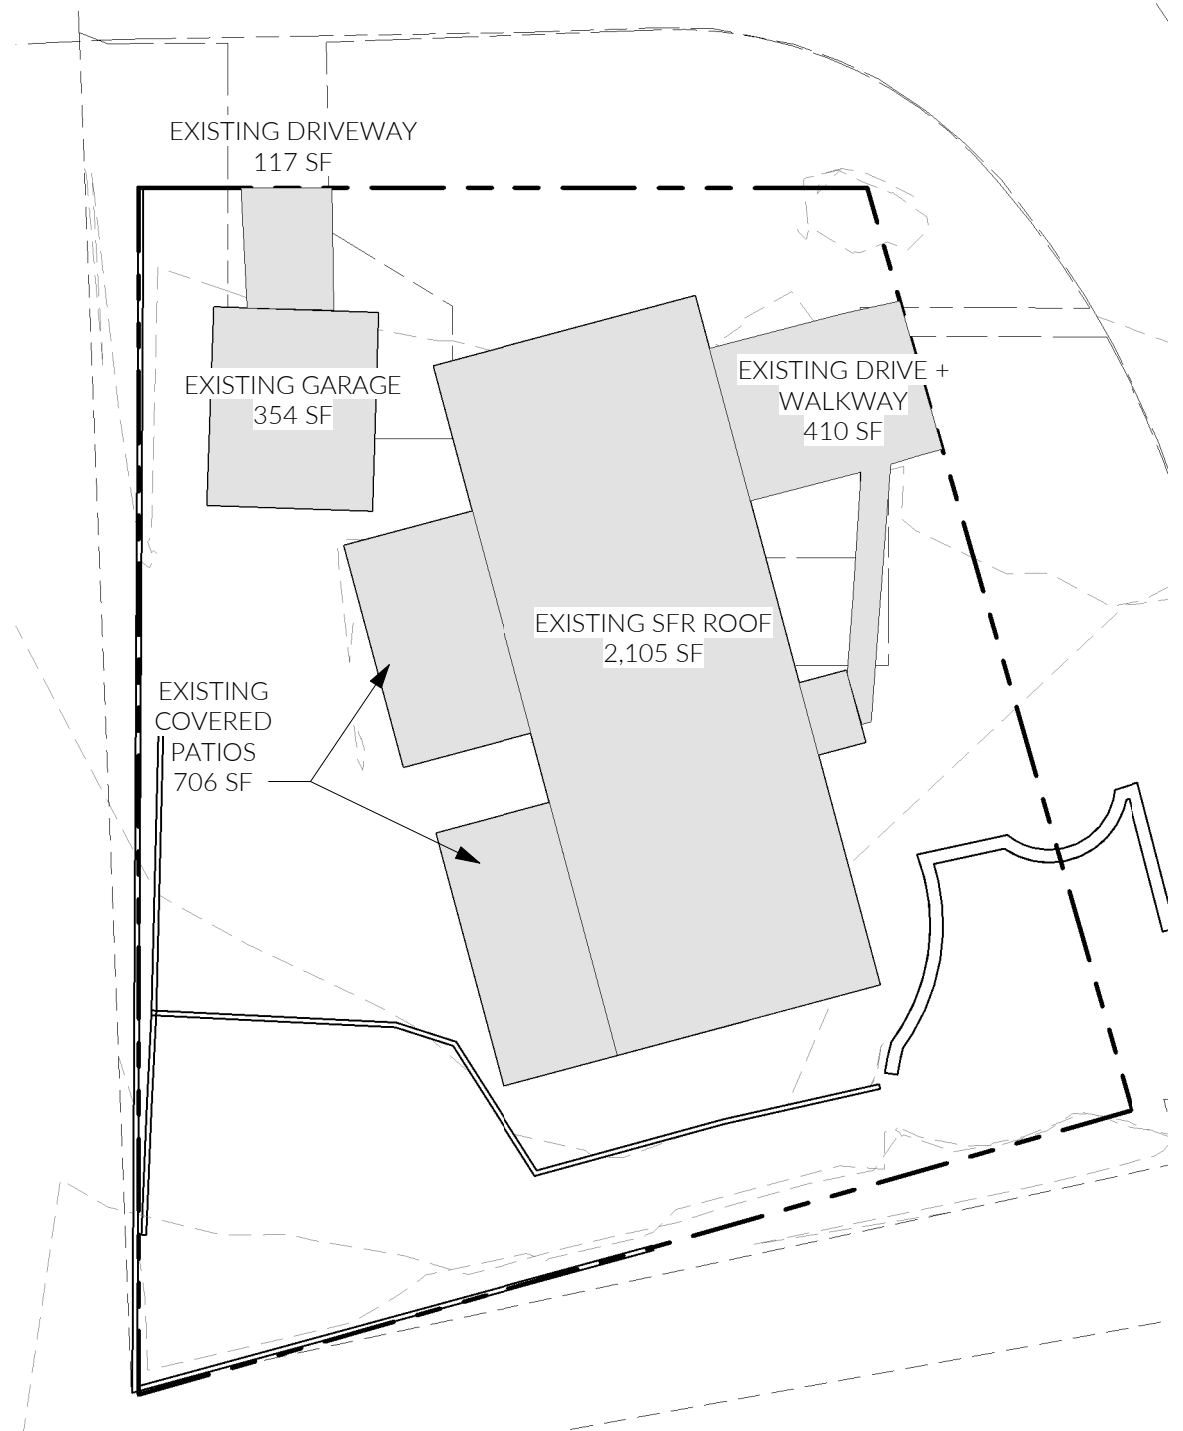 EXISTING DRIVEWAY
117 SF
EXISTING GARAGE
354 SF
EXISTING DRIVE +
WALKWAY
410 SF
EXISTING SFR ROOF
2,105 SF
EXISTING
COVERED
PATIOS
706 SF